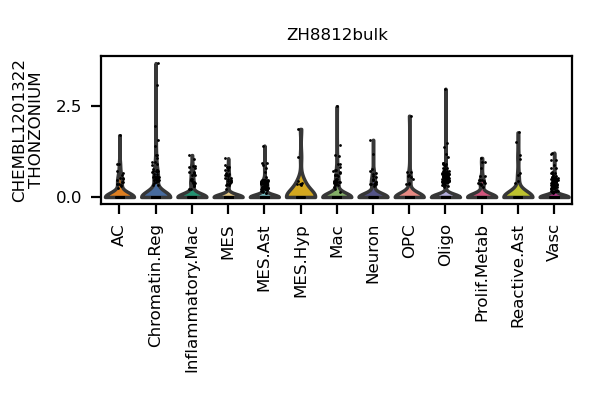 ZH8812bulk
CHEMBL1201322
THONZONIUM
2.5
0.0
AC
Chromatin.Reg
Inflammatory.Mac
MES
MES.Ast
MES.Hyp
Mac
Neuron
OPC
Oligo
Prolif.Metab
Reactive.Ast
Vasc